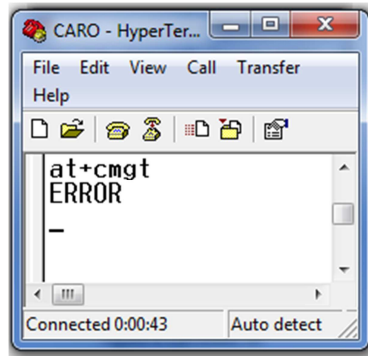 CARO - HyperTer...
File Edit View Call Transfer
Help
at+cmgt
ERROR
_
Connected 0:00:43 Auto detect